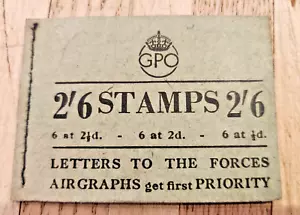 GPO
2/6 STAMPS 2/6
6 at 2½d. - 6 at 2d. - 6 at ½d.
LETTERS TO THE FORCES
AIRGRAPHS get first PRIORITY